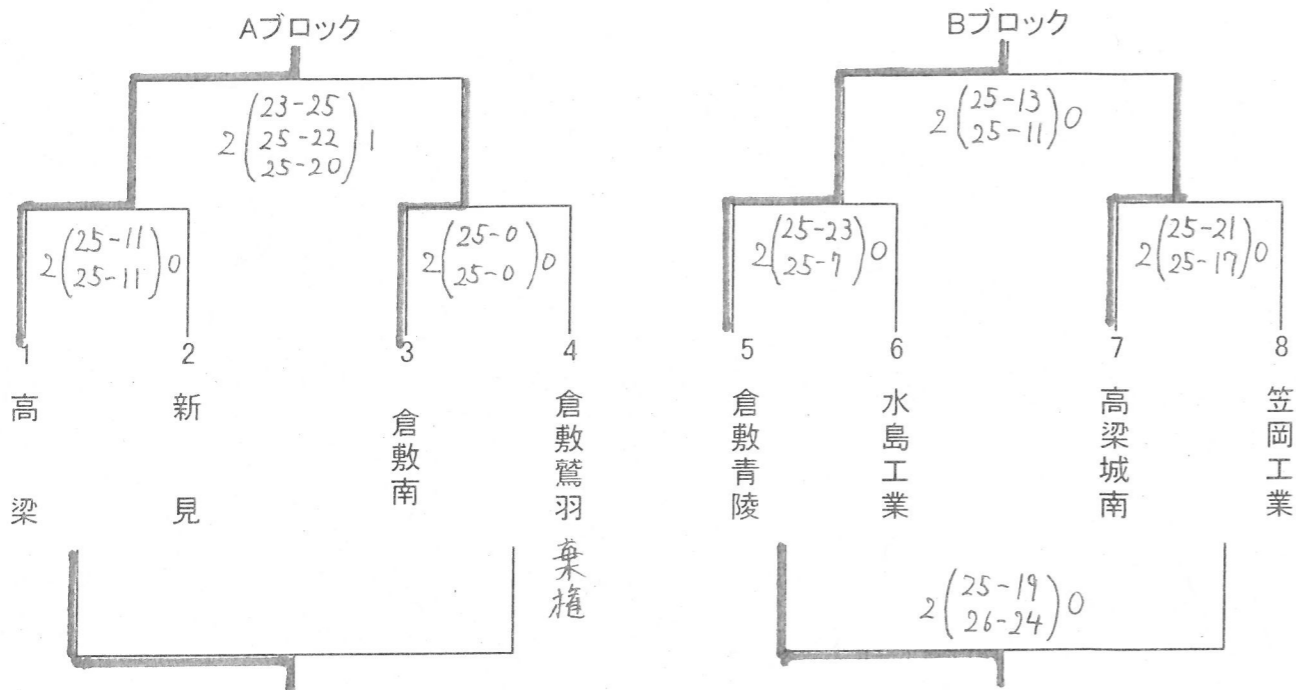 Aブロック
Bブロック
2(23-25 25-22 25-20)1
2(25-13 25-11)0
2(25-11 25-11)0
2(25-0 25-0)0
2(25-23 25-7)0
2(25-21 25-17)0
1 2 3 4 5 6 7 8
高梁
新見
倉敷南
倉敷鷲羽 棄権
倉敷青陵
水島工業
高梁城南
笠岡工業
2(25-19 26-24)0